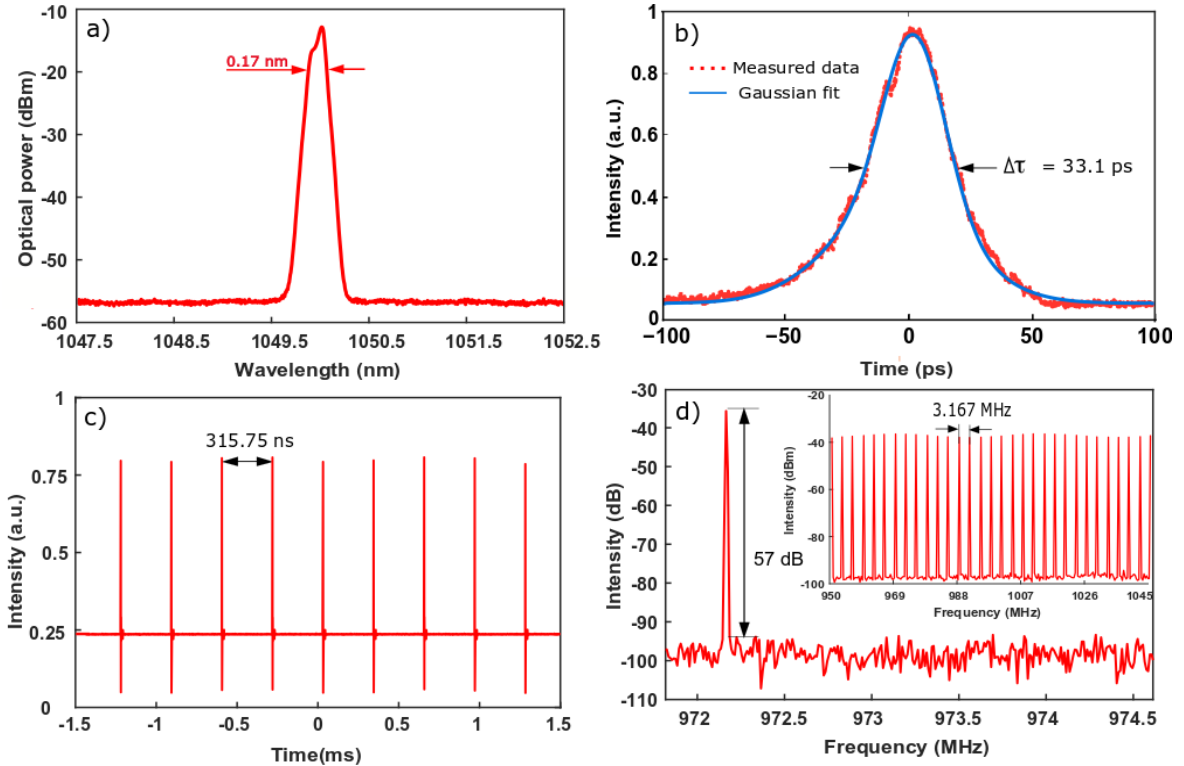 a)
0.17 nm
Optical power (dBm)
-10
-20
-30
-40
-50
-60
1047.5
1048.5
1049.5
1050.5
1051.5
1052.5
Wavelength (nm)
b)
Measured data
Gaussian fit
Δτ = 33.1 ps
Intensity (a.u.)
1
0.8
0.6
0.4
0.2
0
−100
−50
0
50
100
Time (ps)
c)
315.75 ns
Intensity (a.u.)
1
0.75
0.5
0.25
0
-1.5
-1
-0.5
0
0.5
1
1.5
Time(ms)
d)
57 dB
Intensity (dB)
-30
-40
-50
-60
-70
-80
-90
-100
-110
972
972.5
973
973.5
974
974.5
Frequency (MHz)
3.167 MHz
Intensity (dBm)
-20
-40
-60
-80
-100
950
969
988
1007
1026
1045
Frequency (MHz)